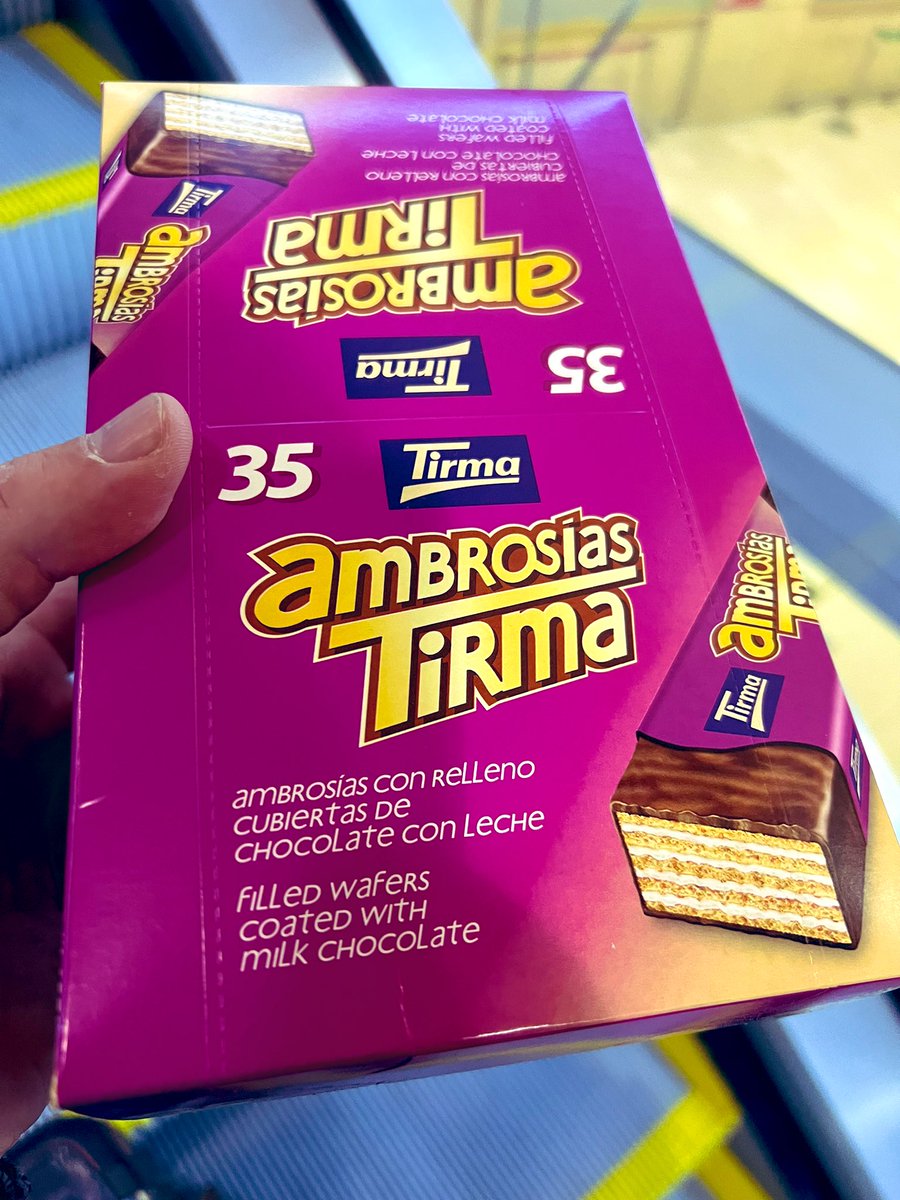 ambrosías con relleno
cubiertas de
chocolate con leche
filled wafers
coated with
milk chocolate
ambrosías
Tirma
Tirma
35
Tirma
ambrosías
Tirma
35
Tirma
ambrosías
Tirma
ambrosías con relleno
cubiertas de
chocolate con leche
filled wafers
coated with
milk chocolate
ambrosías
Tirma
Tirma